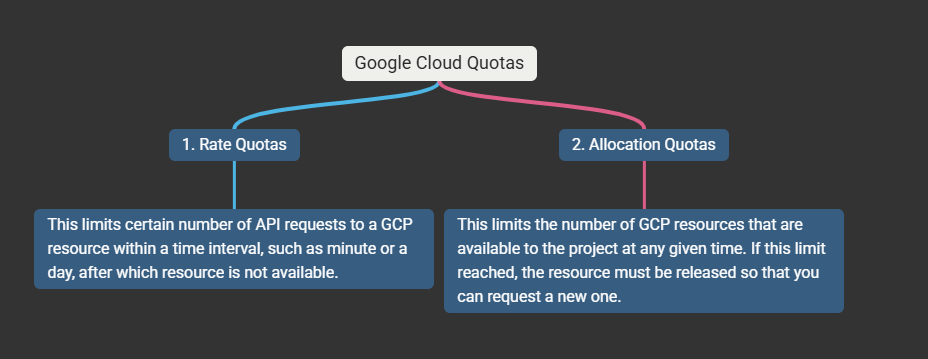 Google Cloud Quotas
1. Rate Quotas
2. Allocation Quotas
This limits certain number of API requests to a GCP
resource within a time interval, such as minute or a
day, after which resource is not available.
This limits the number of GCP resources that are
available to the project at any given time. If this limit
reached, the resource must be released so that you
can request a new one.